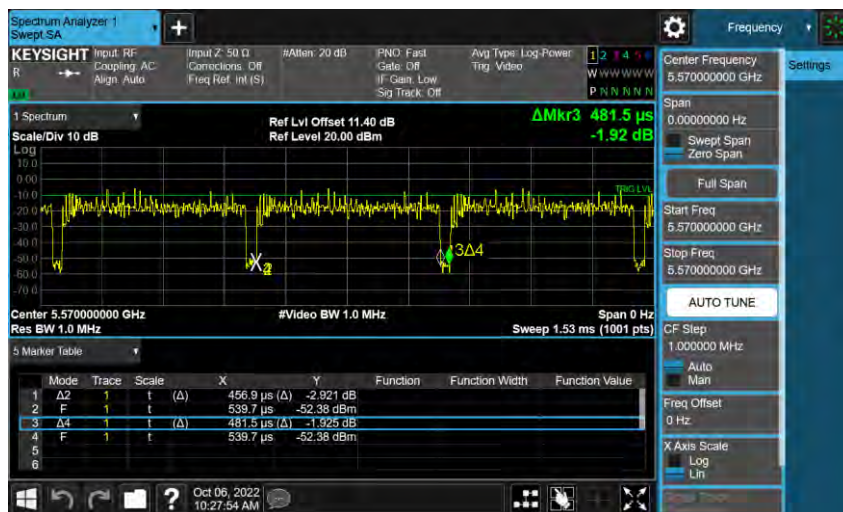 Spectrum Analyzer 1
Swept SA
+
Frequency
KEYSIGHT Input: RF Input Z: 50 Ω #Atten: 20 dB PNO: Fast Avg Type: Log-Power 1 2 3 4 5 6
R Coupling: AC Corrections: Off Gate: Off Trig: Video W W W W W W
Align: Auto Freq Ref: Int (S) IF Gain: Low
Sig Track: Off P N N N N N
1 Spectrum
Ref Lvl Offset 11.40 dB ΔMkr3 481.5 µs
Scale/Div 10 dB Ref Level 20.00 dBm -1.92 dB
Log
10.0
0.00
-10.0 TRIG LVL
-20.0
-30.0
-40.0
-50.0 3Δ4
-60.0
-70.0
Center 5.570000000 GHz #Video BW 1.0 MHz Span 0 Hz
Res BW 1.0 MHz Sweep 1.53 ms (1001 pts)
5 Marker Table
Mode Trace Scale X Y Function Function Width Function Value
1 Δ2 1 t (Δ) 456.9 µs (Δ) -2.921 dB
2 F 1 t 539.7 µs -52.38 dBm
3 Δ4 1 t (Δ) 481.5 µs (Δ) -1.925 dB
4 F 1 t 539.7 µs -52.38 dBm
5
6
?
Oct 06, 2022
10:27:54 AM
Center Frequency
5.570000000 GHz
Settings
Span
0.00000000 Hz
Swept Span
Zero Span
Full Span
Start Freq
5.570000000 GHz
Stop Freq
5.570000000 GHz
AUTO TUNE
CF Step
1.000000 MHz
Auto
Man
Freq Offset
0 Hz
X Axis Scale
Log
Lin